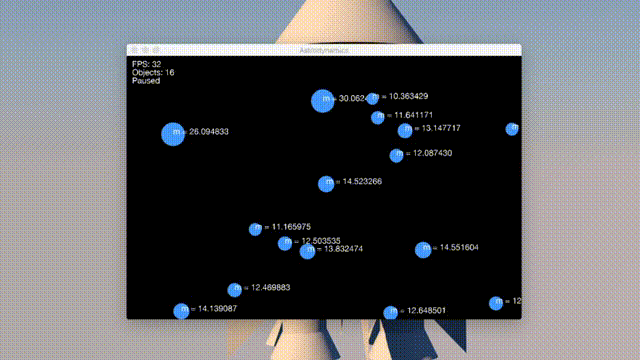 Astrodynamics
FPS: 32
Objects: 16
Paused
m = 30.062
m = 10.363429
m = 11.641171
m = 13.147717
m
m = 26.094833
m = 12.087430
m = 14.523266
m = 11.165975
m = 12.503535
m = 13.832474
m = 14.551604
m = 12.469883
m = 12
m = 14.139087
m = 12.648501